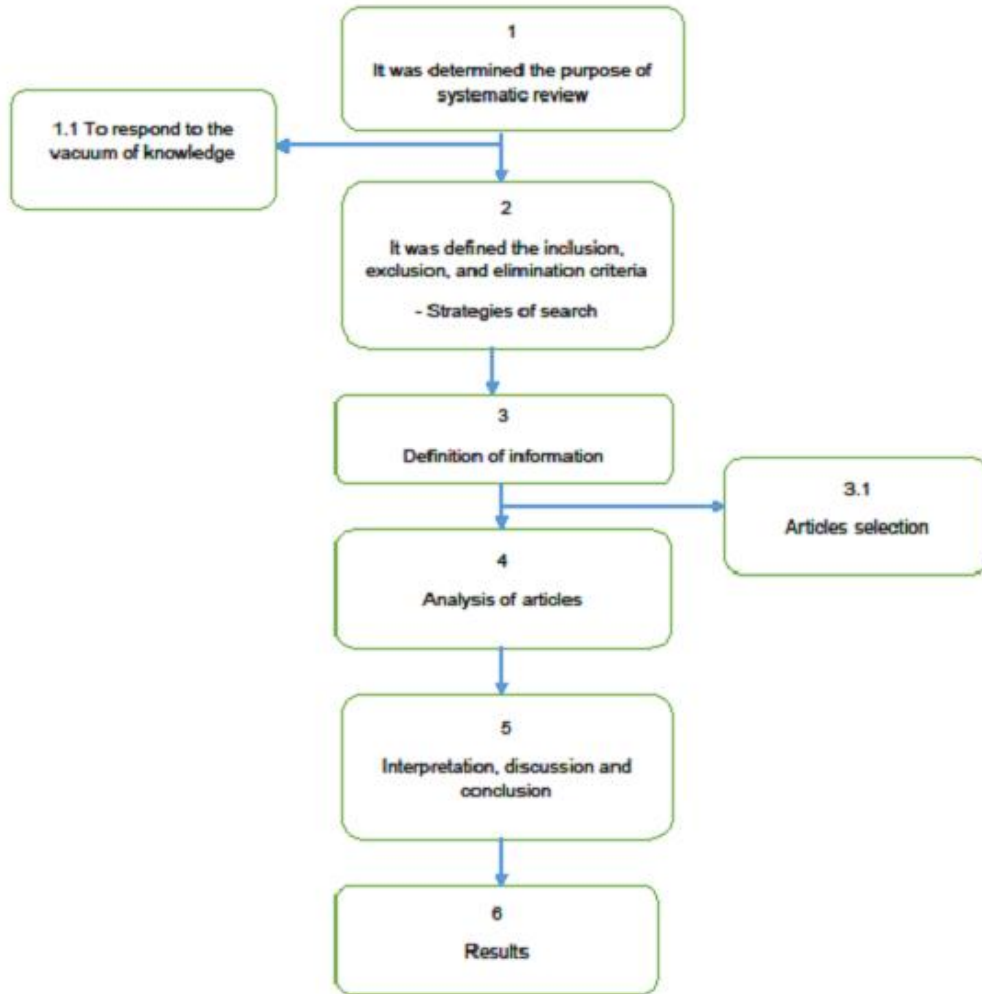 1
It was determined the purpose of
systematic review
1.1 To respond to the
vacuum of knowledge
2
It was defined the inclusion,
exclusion, and elimination criteria
- Strategies of search
3
Definition of information
3.1
Articles selection
4
Analysis of articles
5
Interpretation, discussion and
conclusion
6
Results